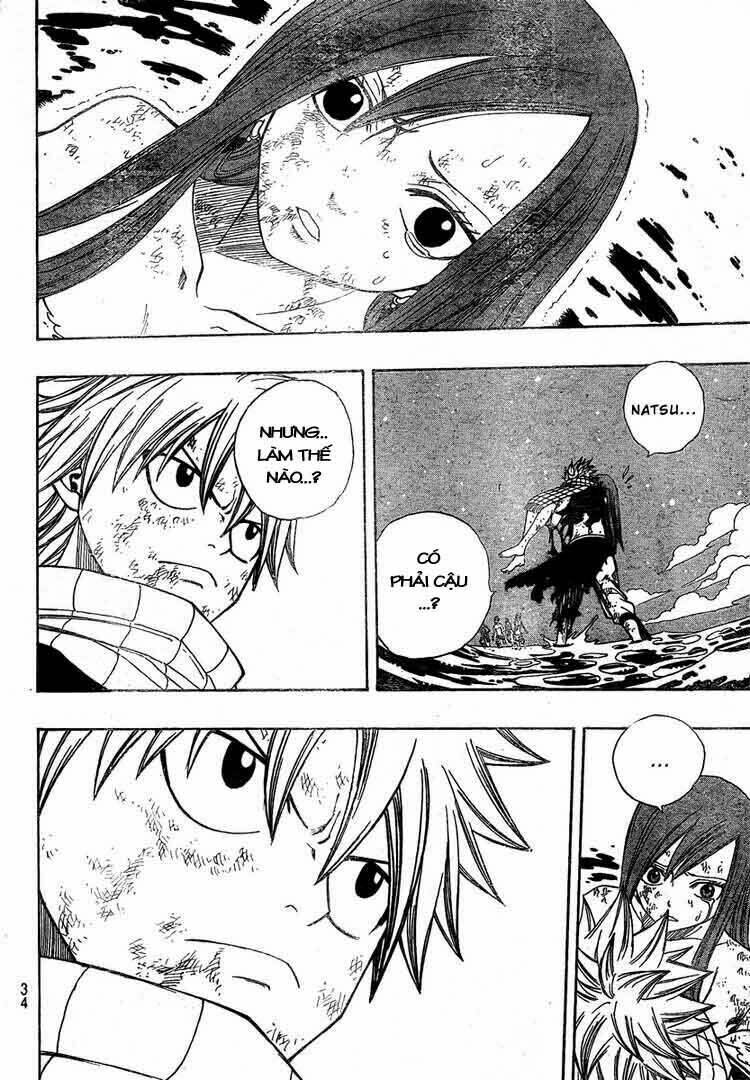 NATSU...
CÓ
PHẢI CẬU
...?
NHƯNG..
LÀM THẾ
NÀO...?
...
34